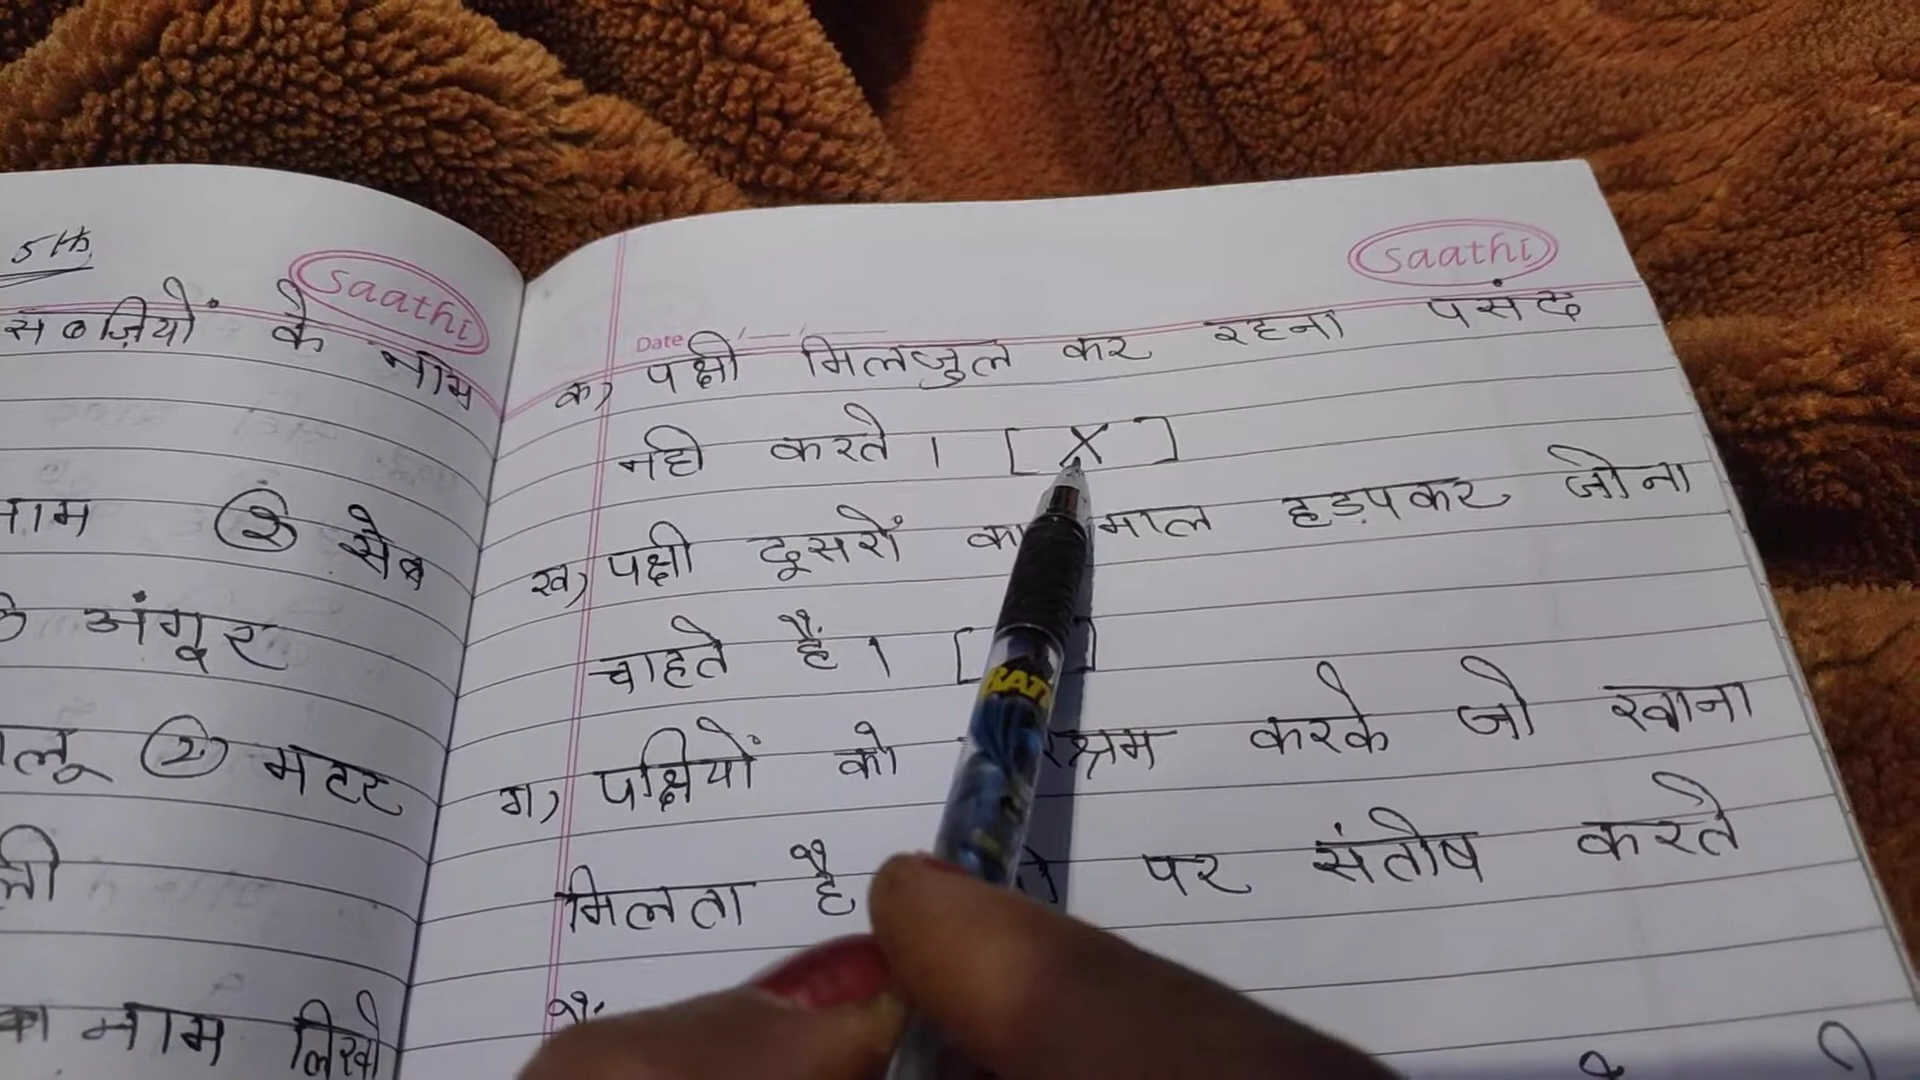 5th
saathi
सब्ज़ियों के नाम
नाम ② सेब
अंगूर
② मटर
नाम लिखो
saathi
Date
क) पक्षी मिलजुल कर रहना पसंद
नही करते । [ X ]
ख) पक्षी दूसरों का माल हड़पकर जीना
चाहते हैं । [ ]
ग) पक्षियों को करके जो खाना
मिलता है पर संतोष करते
हैं